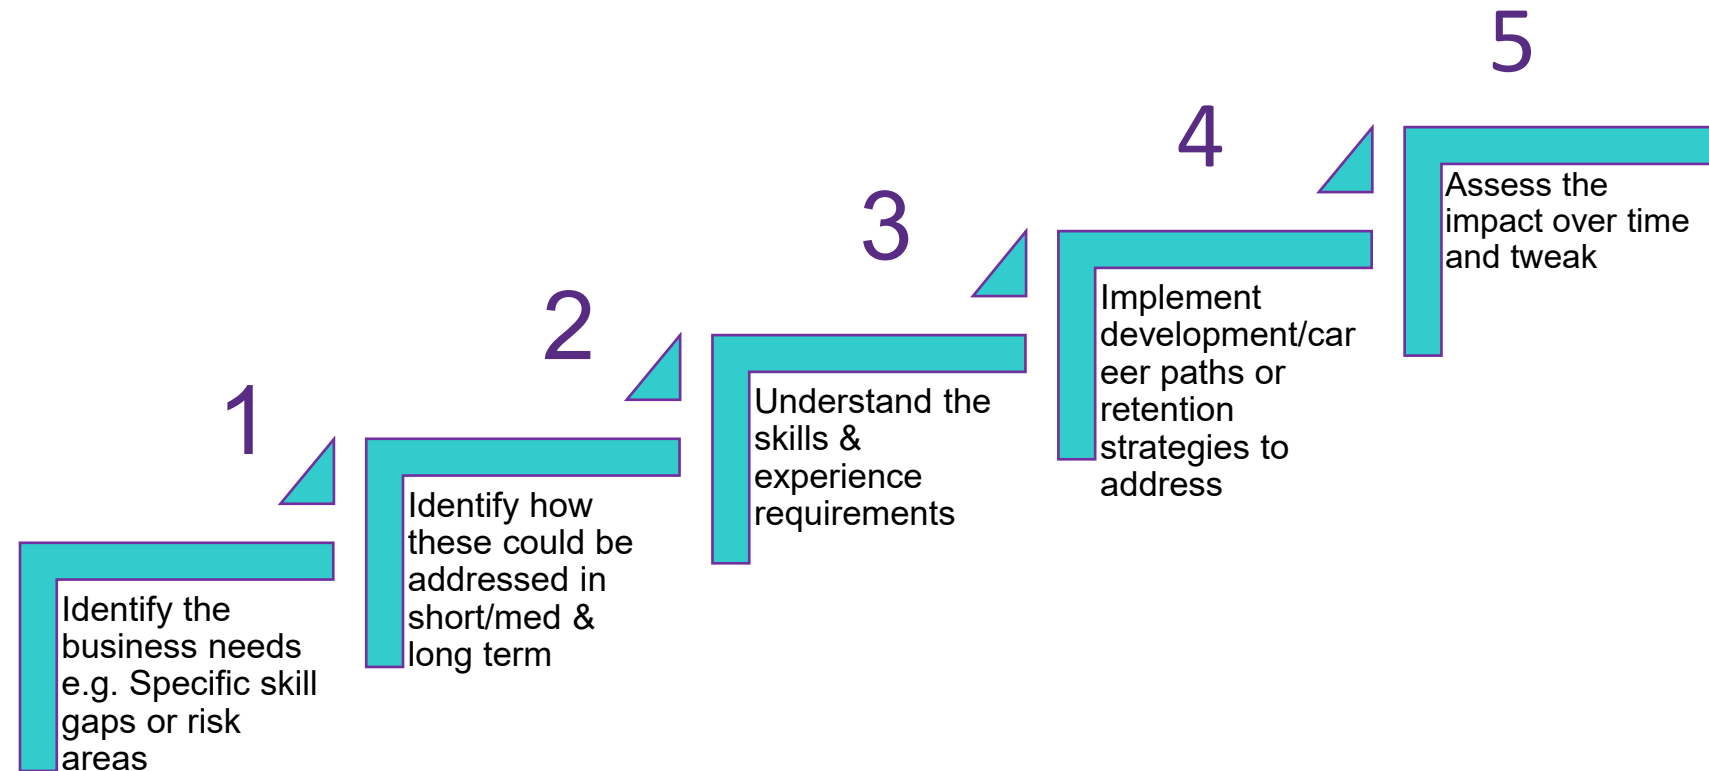 1
Identify the
business needs
e.g. Specific skill
gaps or risk
areas
2
Identify how
these could be
addressed in
short/med &
long term
3
Understand the
skills &
experience
requirements
4
Implement
development/car
eer paths or
retention
strategies to
address
5
Assess the
impact over time
and tweak